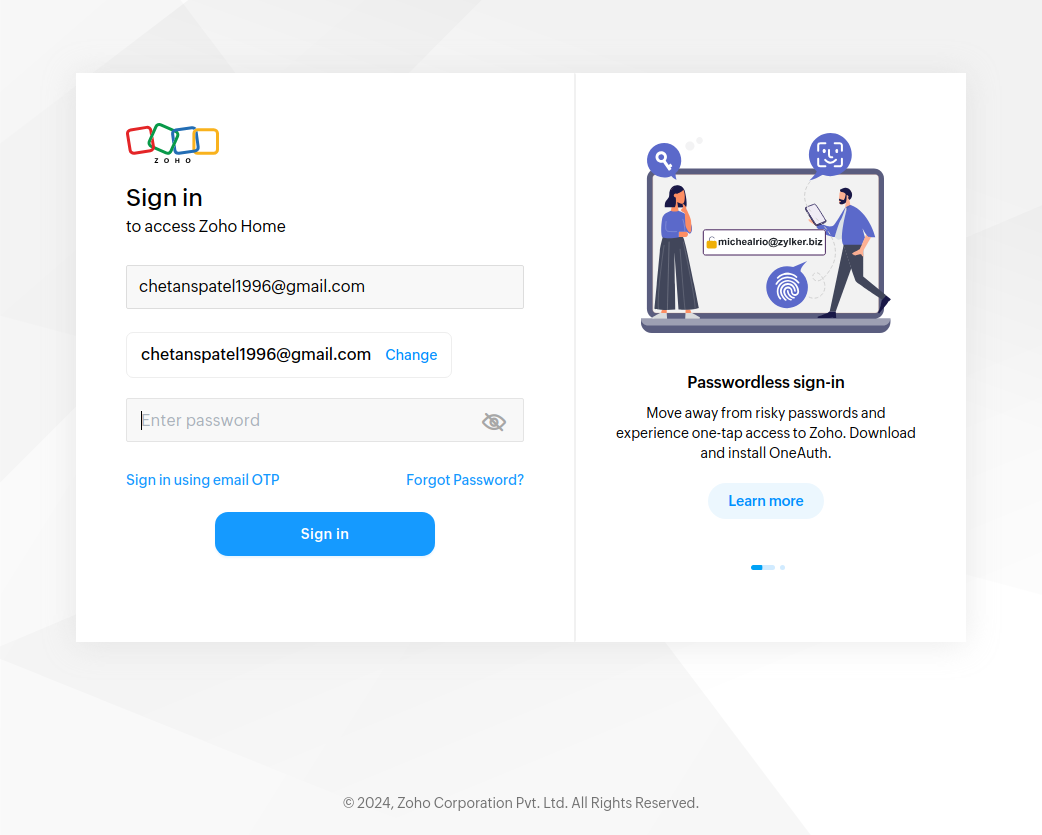 ZOHO
Sign in
to access Zoho Home
chetanspatel1996@gmail.com
chetanspatel1996@gmail.com Change
Enter password
Sign in using email OTP Forgot Password?
Sign in
michealrio@zylker.biz
Passwordless sign-in
Move away from risky passwords and
experience one-tap access to Zoho. Download
and install OneAuth.
Learn more
© 2024, Zoho Corporation Pvt. Ltd. All Rights Reserved.